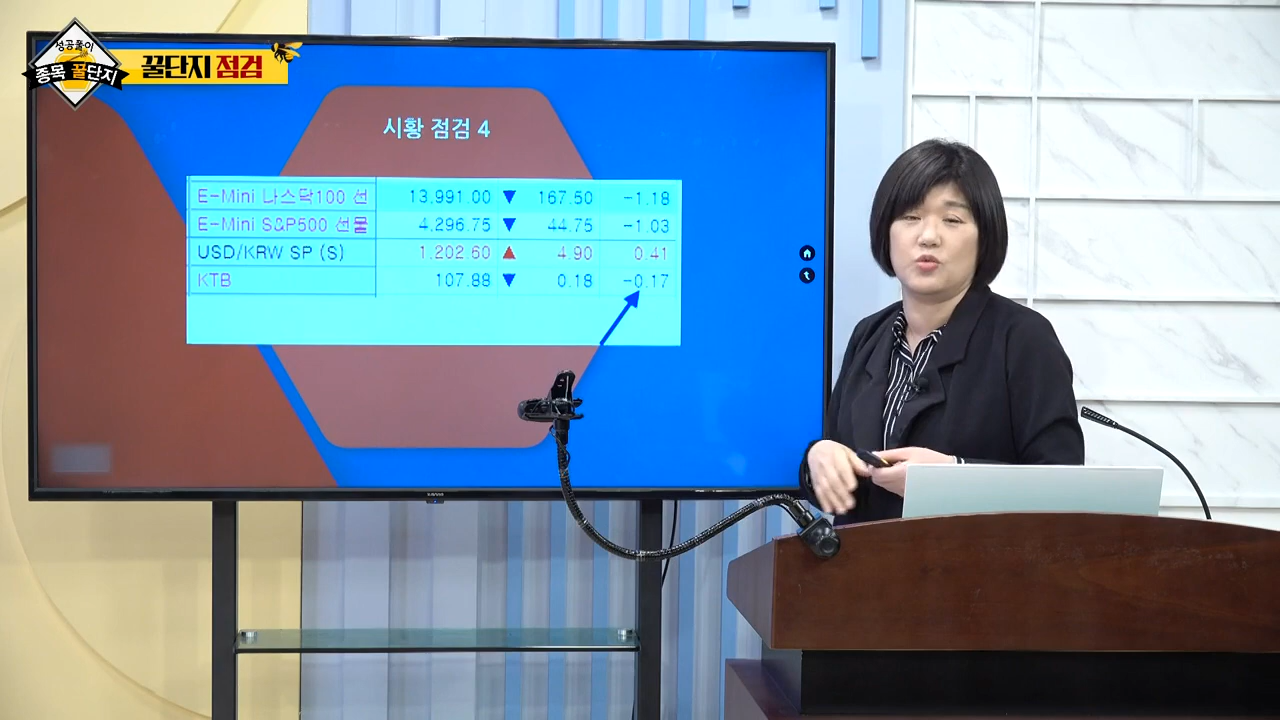 성공풀이
종목 꿀단지
꿀단지 점검
시황 점검 4
E-Mini 나스닥100 선 13,991.00 ▼ 167.50 -1.18
E-Mini S&P500 선물 4,296.75 ▼ 44.75 -1.03
USD/KRW SP (S) 1,202.60 ▲ 4.90 0.41
KTB 107.88 ▼ 0.18 -0.17